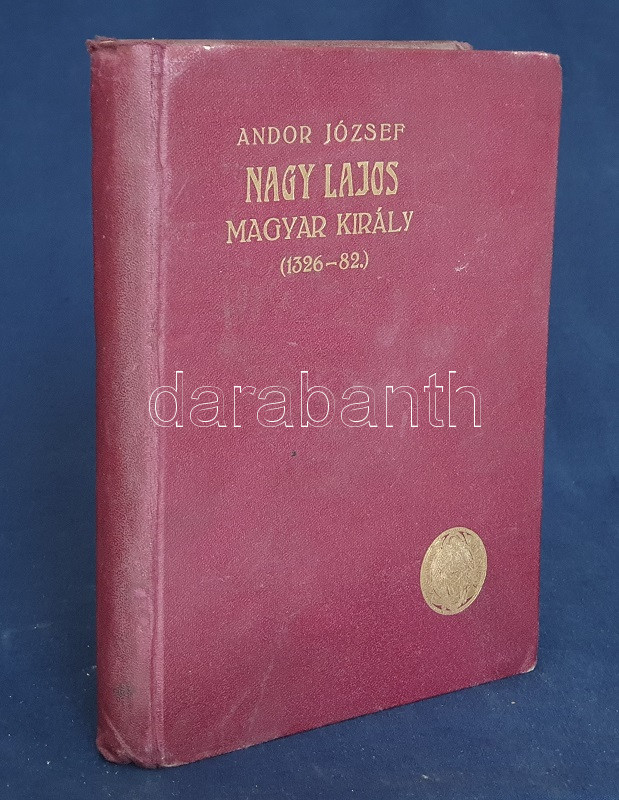 ANDOR JÓZSEF
NAGY LAJOS
MAGYAR KIRÁLY
(1326–82.)
darabanth